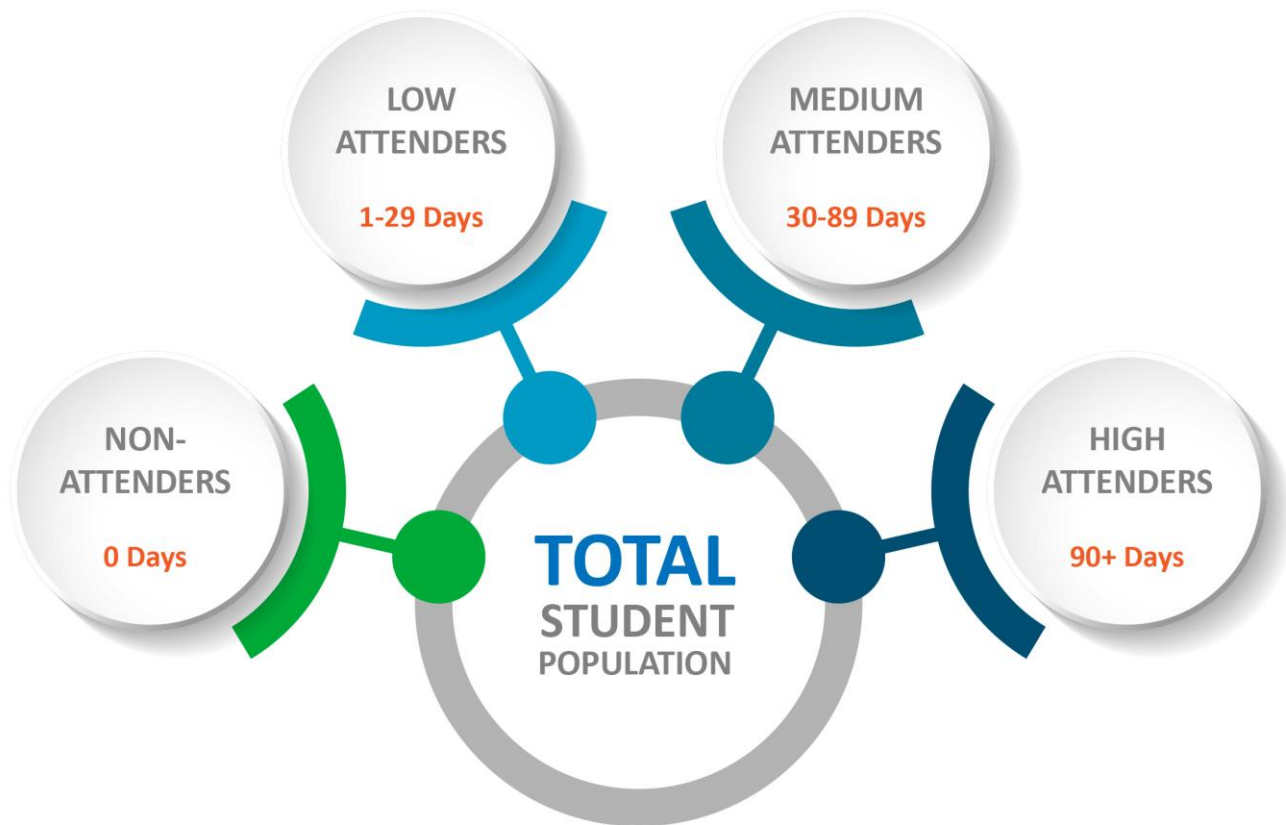 LOW
ATTENDERS
1-29 Days
MEDIUM
ATTENDERS
30-89 Days
NON-
ATTENDERS
0 Days
HIGH
ATTENDERS
90+ Days
TOTAL
STUDENT
POPULATION